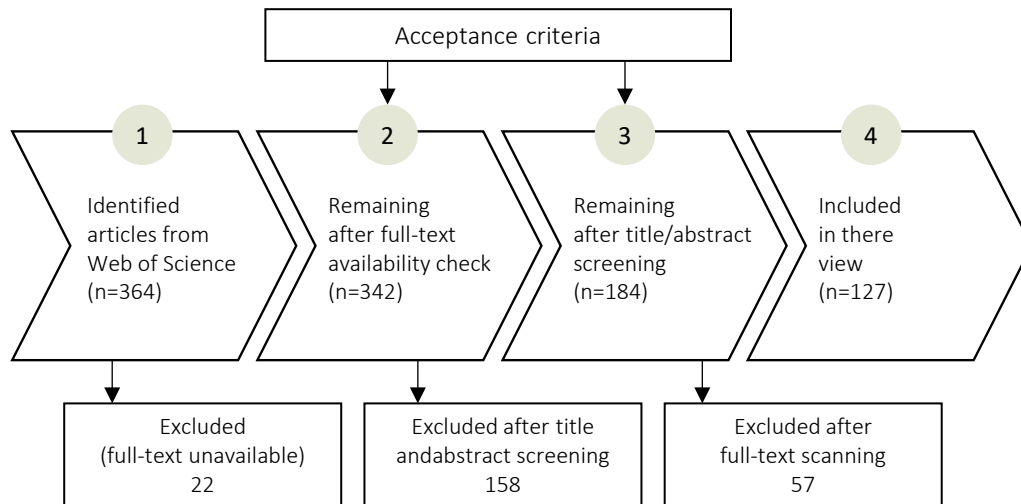 Acceptance criteria
1
Identified
articles from
Web of Science
(n=364)
2
Remaining
after full-text
availability check
(n=342)
3
Remaining
after title/abstract
screening
(n=184)
4
Included
in there
view
(n=127)
Excluded
(full-text unavailable)
22
Excluded after title
andabstract screening
158
Excluded after
full-text scanning
57